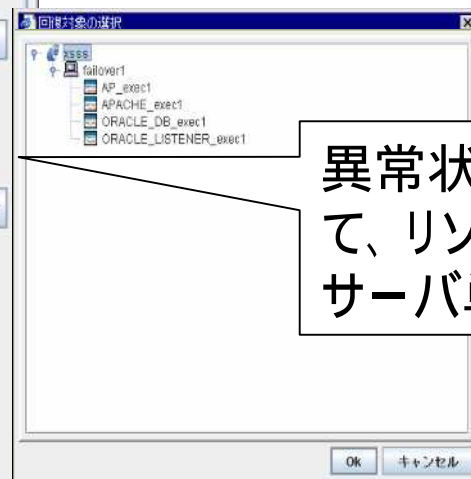 回復対象の選択
xsss
failover1
AP_exec1
APACHE_exec1
ORACLE_DB_exec1
ORACLE_LISTENER_exec1
異常状
て、リソ
サーバ
Ok キャンセル